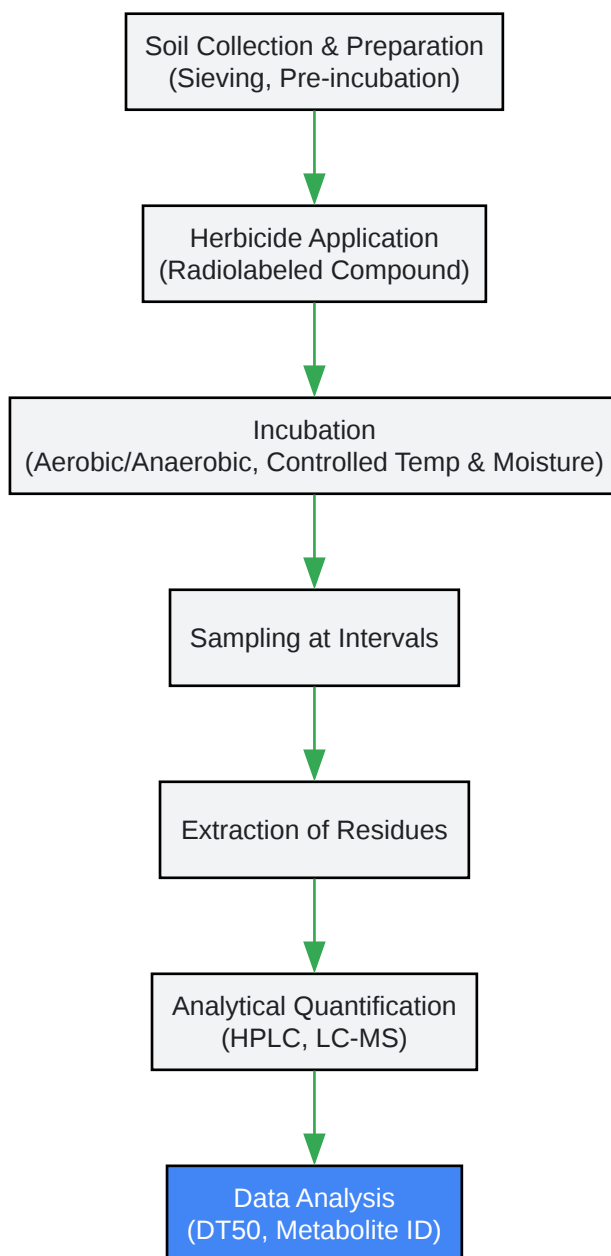 Soil Collection & Preparation
(Sieving, Pre-incubation)
Herbicide Application
(Radiolabeled Compound)
Incubation
(Aerobic/Anaerobic, Controlled Temp & Moisture)
Sampling at Intervals
Extraction of Residues
Analytical Quantification
(HPLC, LC-MS)
Data Analysis
(DT50, Metabolite ID)